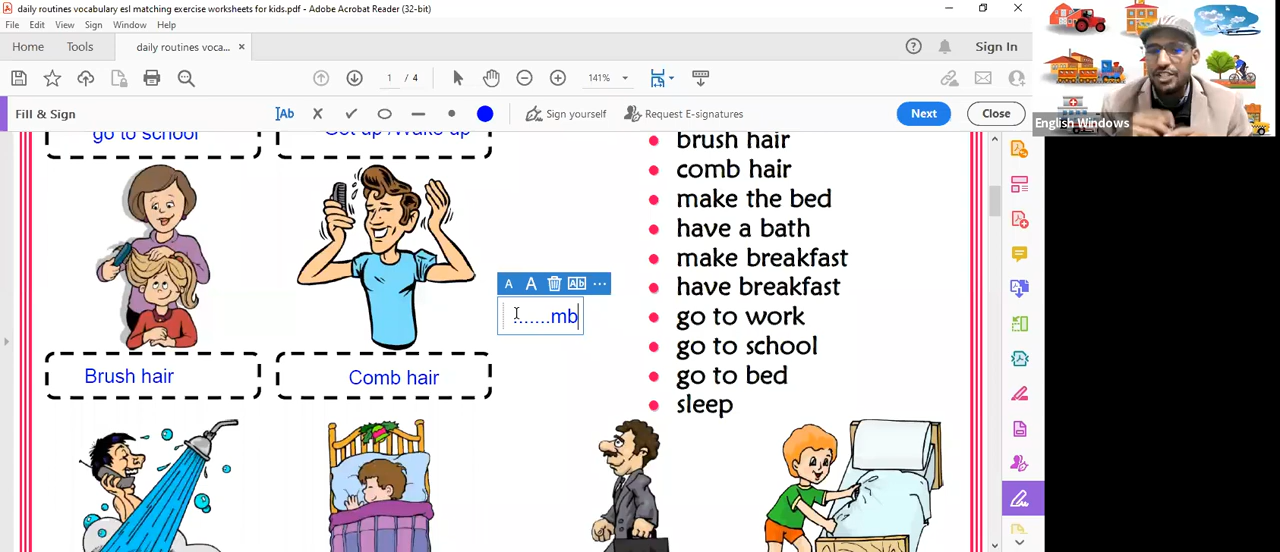 daily routines vocabulary esl matching exercise worksheets for kids.pdf - Adobe Acrobat Reader (32-bit)
File Edit View Sign Window Help
Home Tools daily routines voca... Sign In
1 / 4 141%
Fill & Sign Ab Sign yourself Request E-signatures Next Close
English Windows
go to school
Get up /Wake up
brush hair
comb hair
make the bed
have a bath
make breakfast
have breakfast
go to work
go to school
go to bed
sleep
A A Ab ...
.......mb
Brush hair
Comb hair